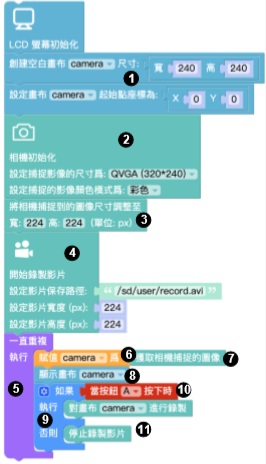 LCD 螢幕初始化
創建空白畫布 camera 尺寸: 寬 240 高 240
1
設定畫布 camera 起始點座標為: X 0 Y 0
2
相機初始化
設定捕捉影像的尺寸為: QVGA (320*240)
設定捕捉的影像顏色模式為: 彩色
將相機捕捉到的圖像尺寸調整至
寬: 224 高: 224 (單位: px) 3
4
開始錄製影片
設定影片保存路徑: “ /sd/user/record.avi ”
設定影片寬度 (px): 224
設定影片高度 (px): 224
一直重複
執行 賦值 camera 為 6 獲取相機捕捉的圖像 7
顯示畫布 camera 8
5 如果 當按鈕 A 按下時 10
執行 對畫布 camera 進行錄製
9
否則 停止錄製影片 11